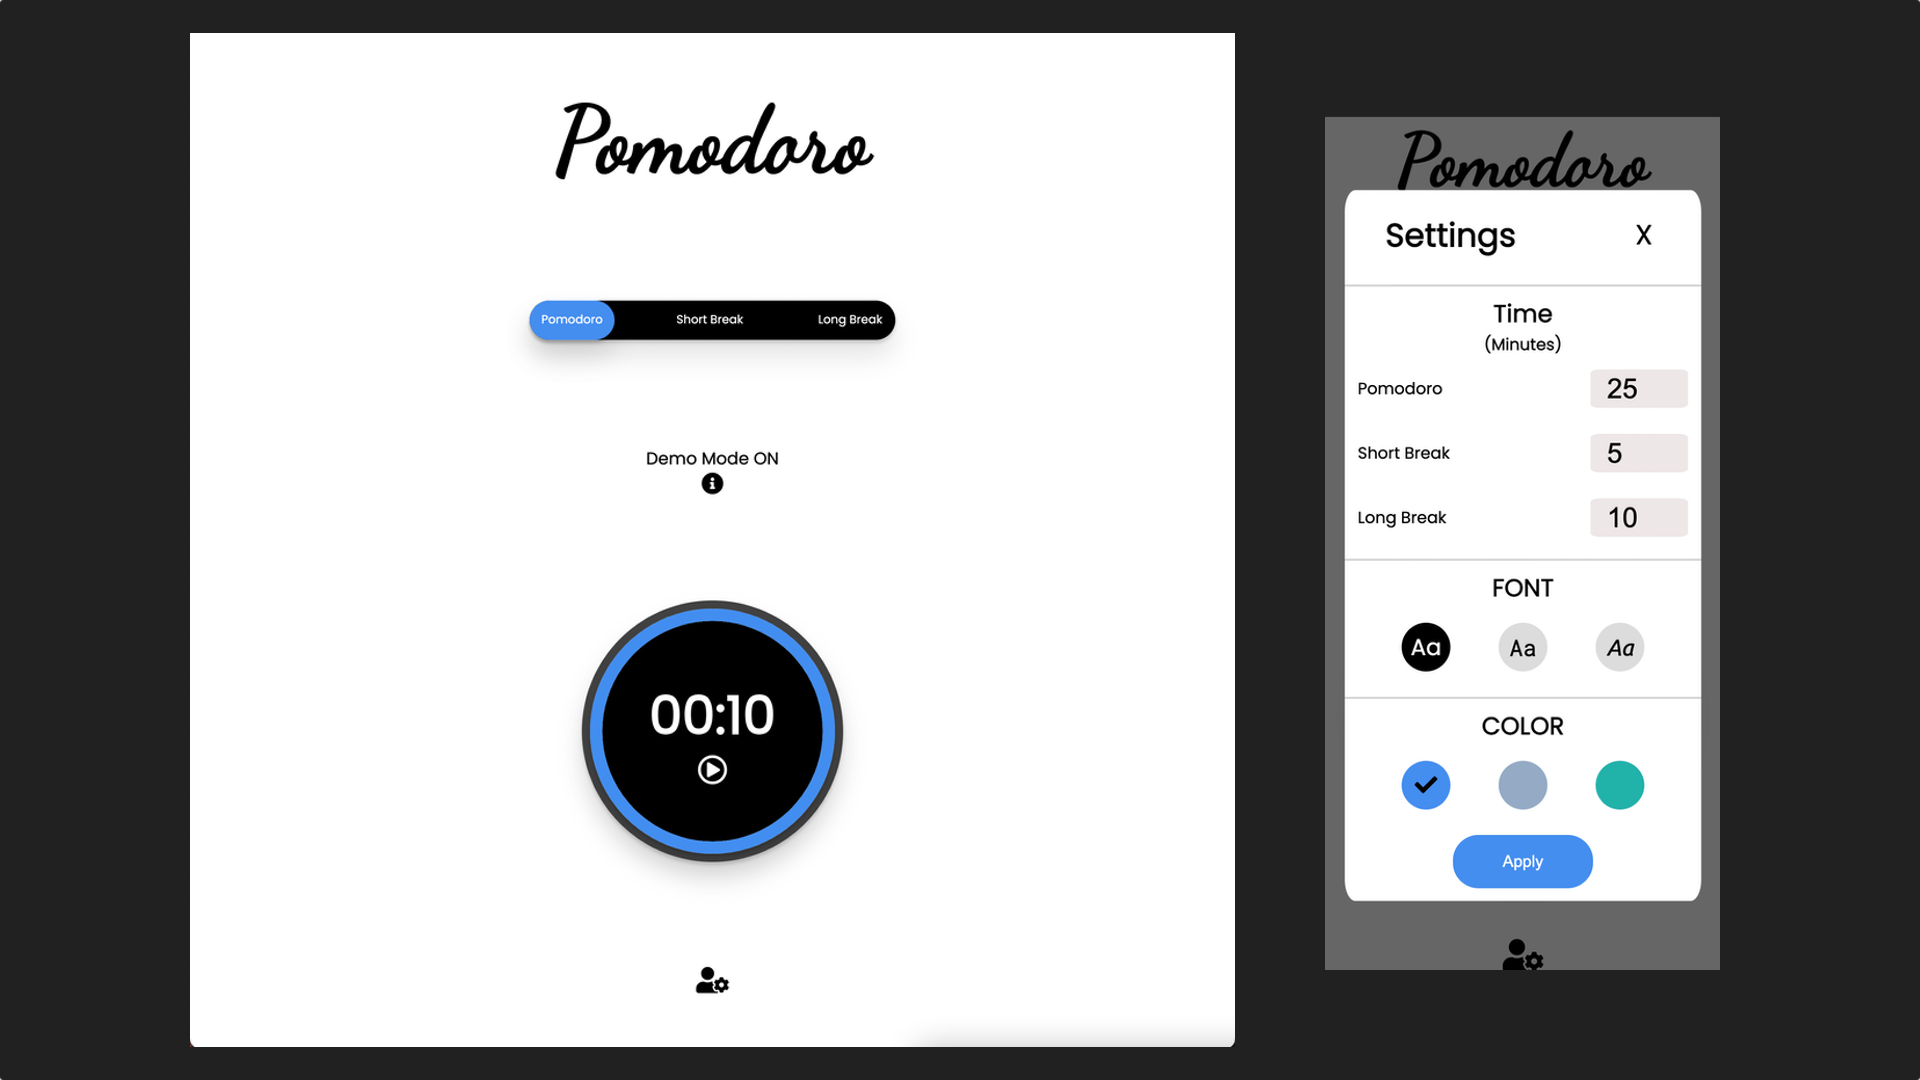 Pomodoro
Pomodoro Short Break Long Break
Demo Mode ON
00:10
Pomodoro
Settings X
Time
(Minutes)
Pomodoro 25
Short Break 5
Long Break 10
FONT
Aa Aa Aa
COLOR
Apply